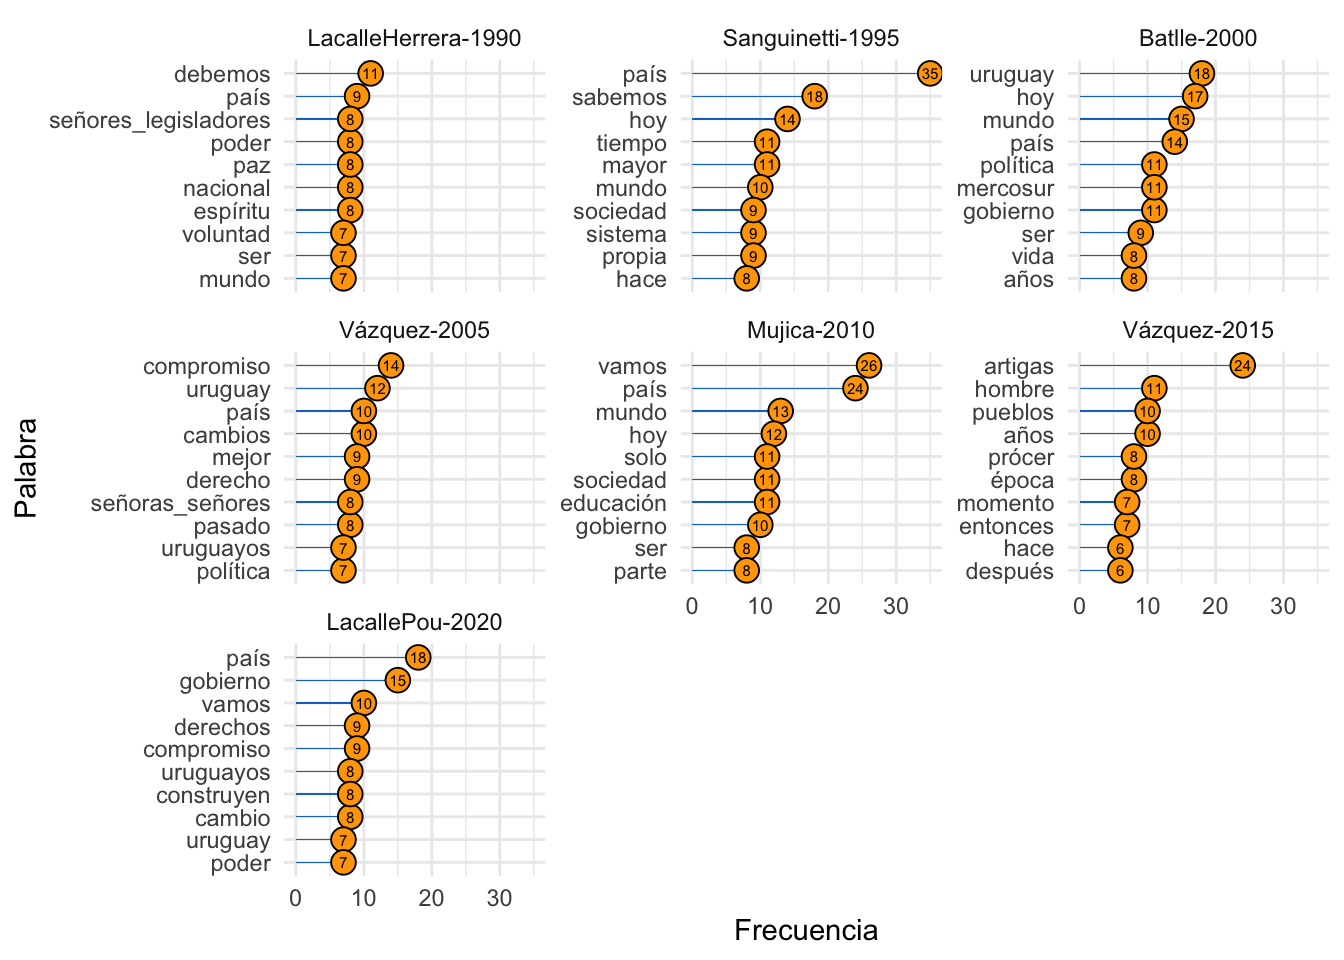 LacalleHerrera-1990
debemos 11
país 9
señores_legisladores 8
poder 8
paz 8
nacional 8
espíritu 8
voluntad 7
ser 7
mundo 7
Sanguinetti-1995
país 35
sabemos 18
hoy 14
tiempo 11
mayor 11
mundo 10
sociedad 9
sistema 9
propia 9
hace 8
Batlle-2000
uruguay 18
hoy 17
mundo 15
país 14
política 11
mercosur 11
gobierno 11
ser 9
vida 8
años 8
Vázquez-2005
compromiso 14
uruguay 12
país 10
cambios 10
mejor 9
derecho 9
señoras_señores 8
pasado 8
uruguayos 7
política 7
Mujica-2010
vamos 26
país 24
mundo 13
hoy 12
solo 11
sociedad 11
educación 11
gobierno 10
ser 8
parte 8
0 10 20 30
Vázquez-2015
artigas 24
hombre 11
pueblos 10
años 10
prócer 8
época 8
momento 7
entonces 7
hace 6
después 6
0 10 20 30
LacallePou-2020
país 18
gobierno 15
vamos 10
derechos 9
compromiso 9
uruguayos 8
construyen 8
cambio 8
uruguay 7
poder 7
0 10 20 30
Palabra
Frecuencia